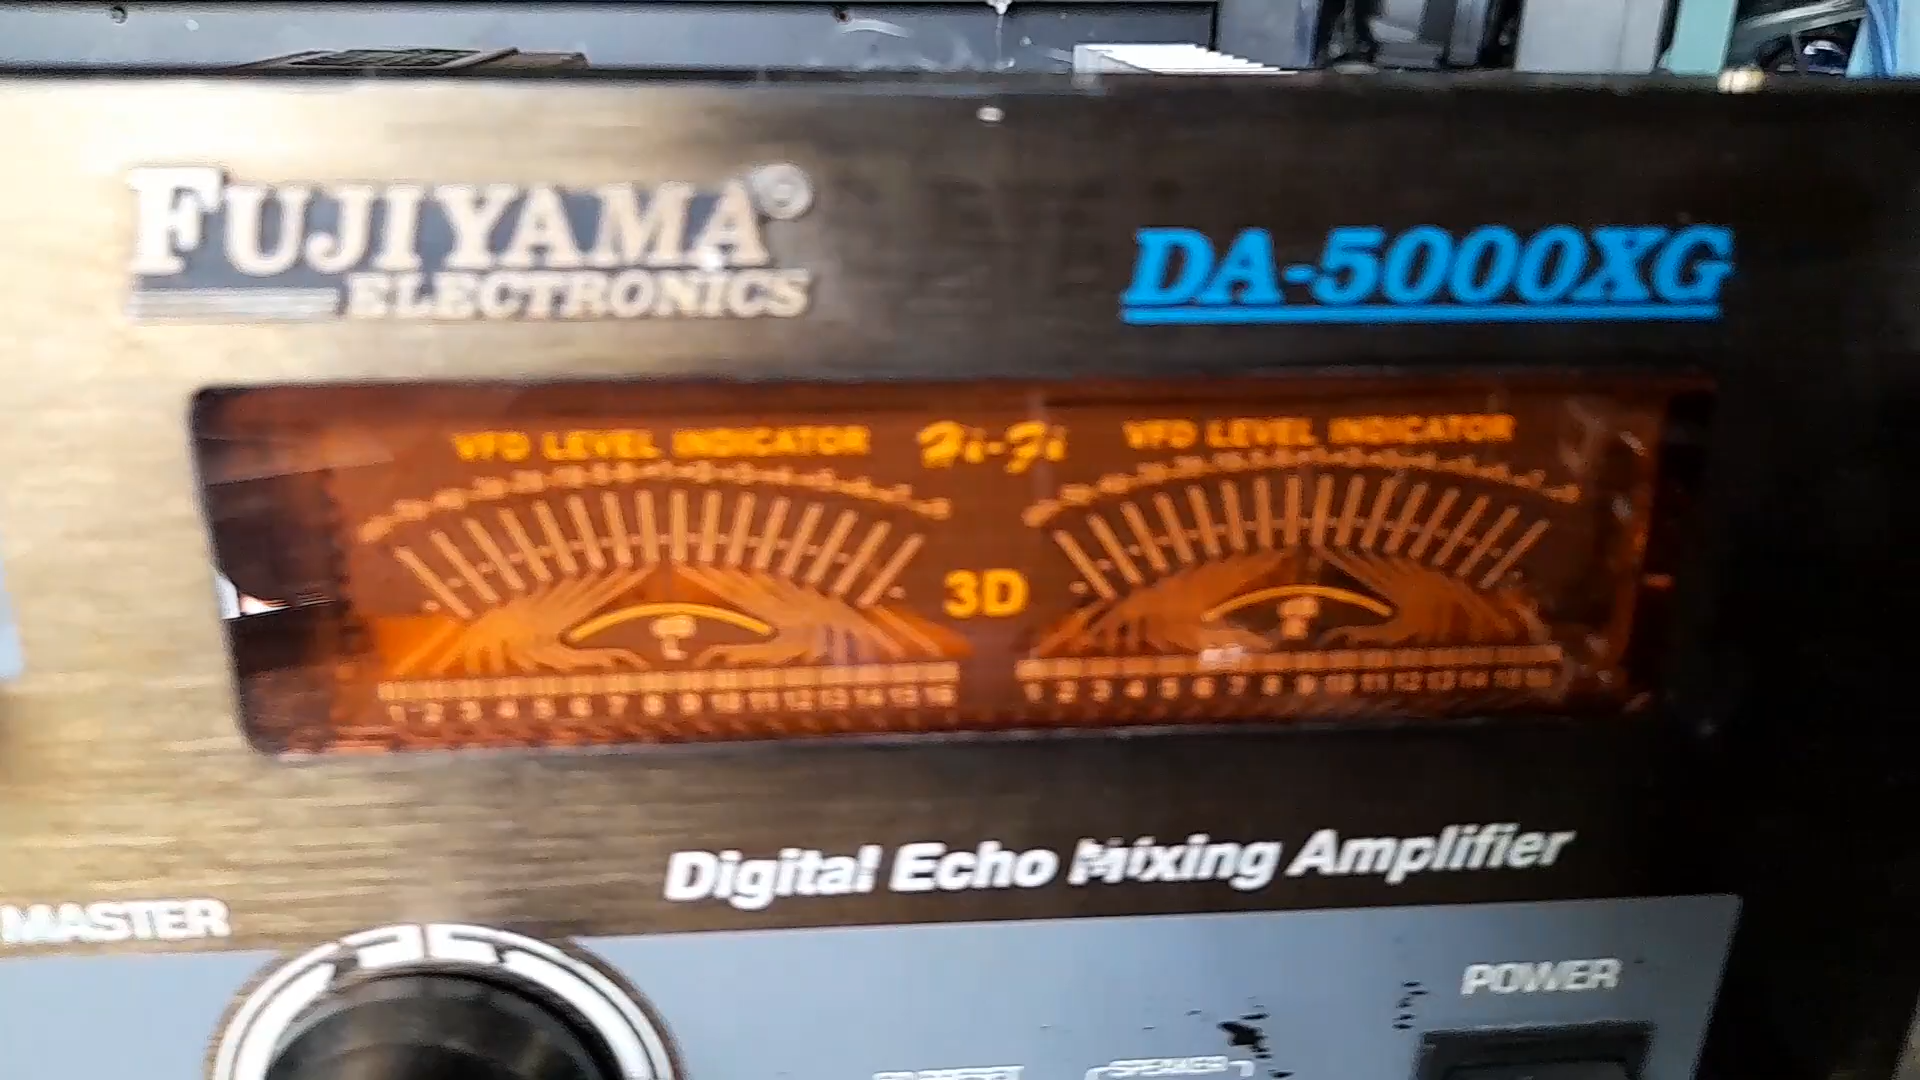 FUJIYAMA®
ELECTRONICS
DA-5000XG
VFD LEVEL INDICATOR Hi-Fi VFD LEVEL INDICATOR
3D
L
1 2 3 4 5 6 7 8 9 10 11 12 13 14 15 16
1 2 3 4 5 6 7 8 9 10 11 12 13 14 15 16
Digital Echo Mixing Amplifier
MASTER
POWER
SPEAKER